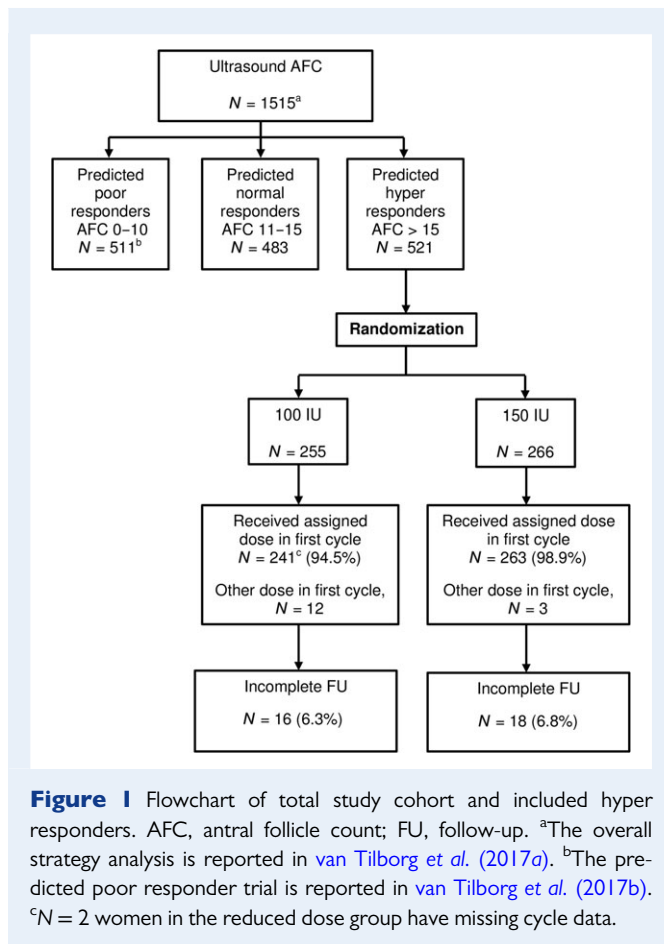 Ultrasound AFC
N = 1515a
Predicted
poor
responders
AFC 0–10
N = 511b
Predicted
normal
responders
AFC 11–15
N = 483
Predicted
hyper
responders
AFC > 15
N = 521
Randomization
100 IU
N = 255
150 IU
N = 266
Received assigned
dose in first cycle
N = 241c (94.5%)
Other dose in first cycle,
N = 12
Received assigned dose
in first cycle
N = 263 (98.9%)
Other dose in first cycle,
N = 3
Incomplete FU
N = 16 (6.3%)
Incomplete FU
N = 18 (6.8%)
Figure 1 Flowchart of total study cohort and included hyper
responders. AFC, antral follicle count; FU, follow-up. aThe overall
strategy analysis is reported in van Tilborg et al. (2017a). bThe pre-
dicted poor responder trial is reported in van Tilborg et al. (2017b).
cN = 2 women in the reduced dose group have missing cycle data.